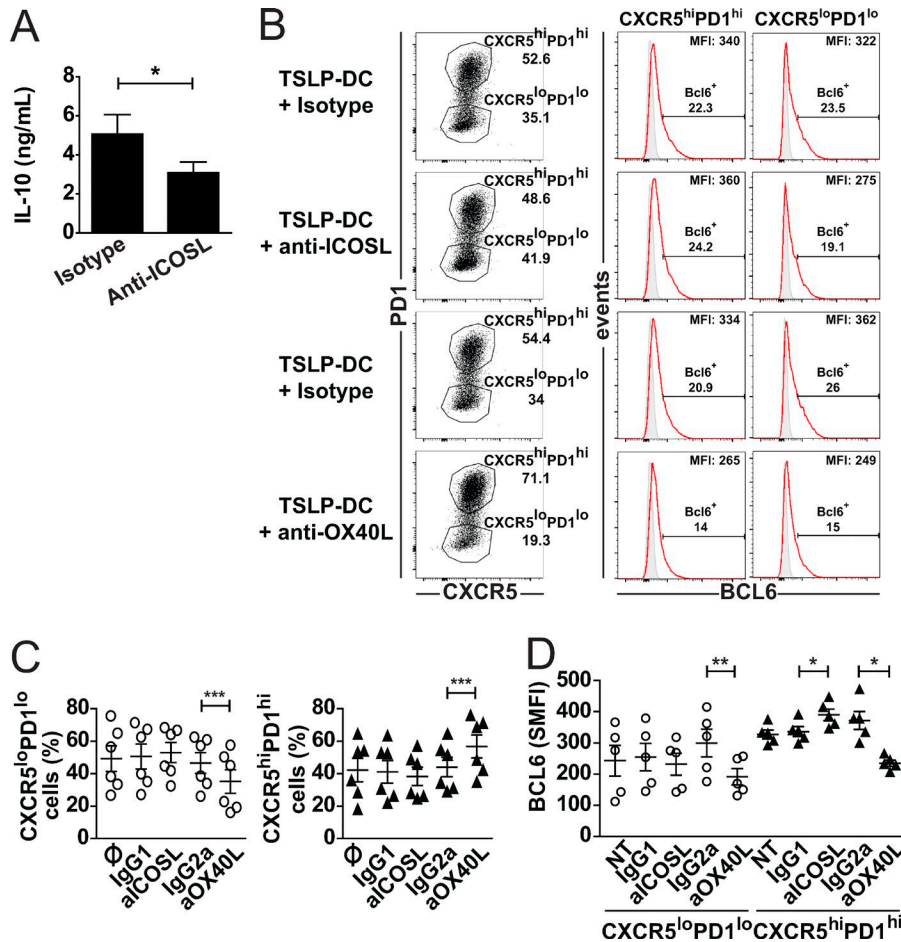 A
*
IL-10 (ng/mL)
6
4
2
0
Isotype
Anti-ICOSL
B
CXCR5hiPD1hi
CXCR5loPD1lo
TSLP-DC
+ Isotype
CXCR5hiPD1hi
52.6
CXCR5loPD1lo
35.1
MFI: 340
Bcl6+
22.3
MFI: 322
Bcl6+
23.5
TSLP-DC
+ anti-ICOSL
CXCR5hiPD1hi
48.6
CXCR5loPD1lo
41.9
MFI: 360
Bcl6+
24.2
MFI: 275
Bcl6+
19.1
TSLP-DC
+ Isotype
CXCR5hiPD1hi
54.4
CXCR5loPD1lo
34
MFI: 334
Bcl6+
20.9
MFI: 362
Bcl6+
26
TSLP-DC
+ anti-OX40L
CXCR5hiPD1hi
71.1
CXCR5loPD1lo
19.3
MFI: 265
Bcl6+
14
MFI: 249
Bcl6+
15
PD1
events
CXCR5
BCL6
C
CXCR5loPD1lo
cells (%)
80
60
40
20
0
***
Ø
IgG1
aICOSL
IgG2a
aOX40L
CXCR5hiPD1hi
cells (%)
80
60
40
20
0
***
Ø
IgG1
aICOSL
IgG2a
aOX40L
D
BCL6 (SMFI)
500
400
300
200
100
0
**
*
*
NT
IgG1
aICOSL
IgG2a
aOX40L
NT
IgG1
aICOSL
IgG2a
aOX40L
CXCR5loPD1lo
CXCR5hiPD1hi